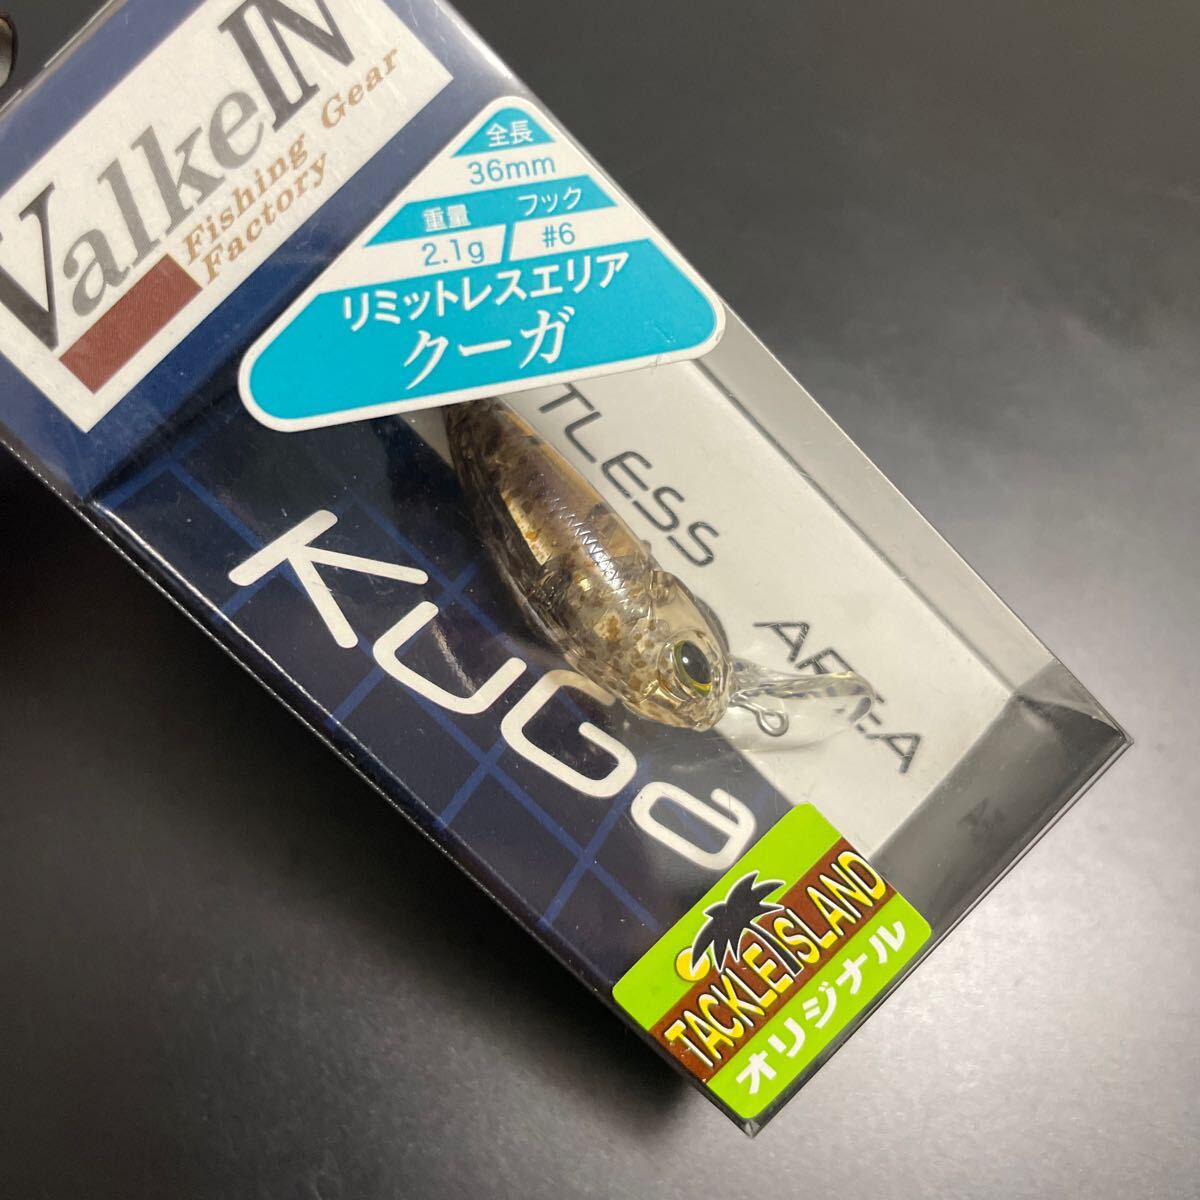 ValkeIN
Fishing Gear
Factory
全長
36mm
重量 フック
2.1g #6
リミットレスエリア
クーガ
TLESS
AREA
KUGa
TACKLE ISLAND
オリジナル